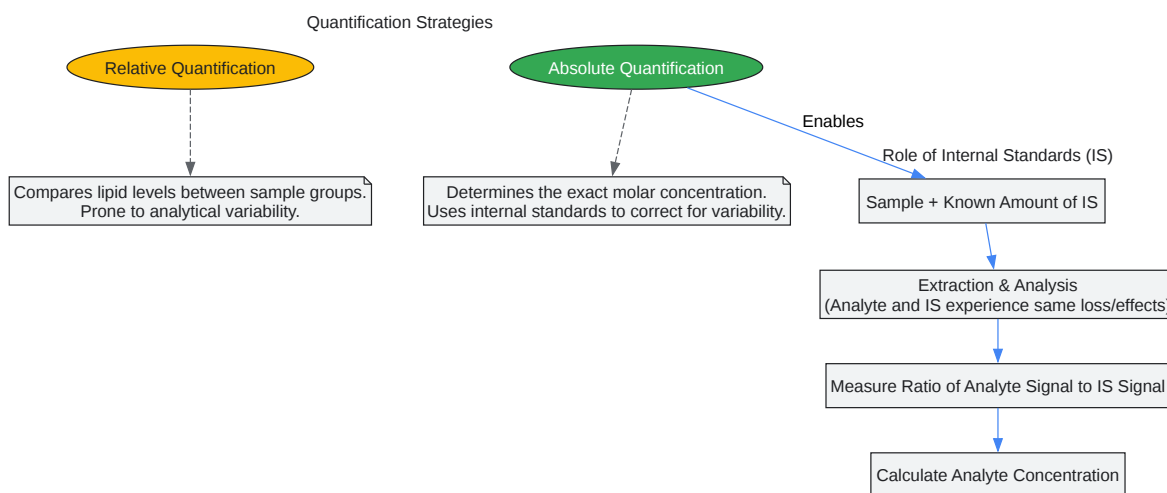 Quantification Strategies
Relative Quantification
Absolute Quantification
Enables
Role of Internal Standards (IS)
Compares lipid levels between sample groups.
Prone to analytical variability.
Determines the exact molar concentration.
Uses internal standards to correct for variability.
Sample + Known Amount of IS
Extraction & Analysis
(Analyte and IS experience same loss/effects)
Measure Ratio of Analyte Signal to IS Signal
Calculate Analyte Concentration